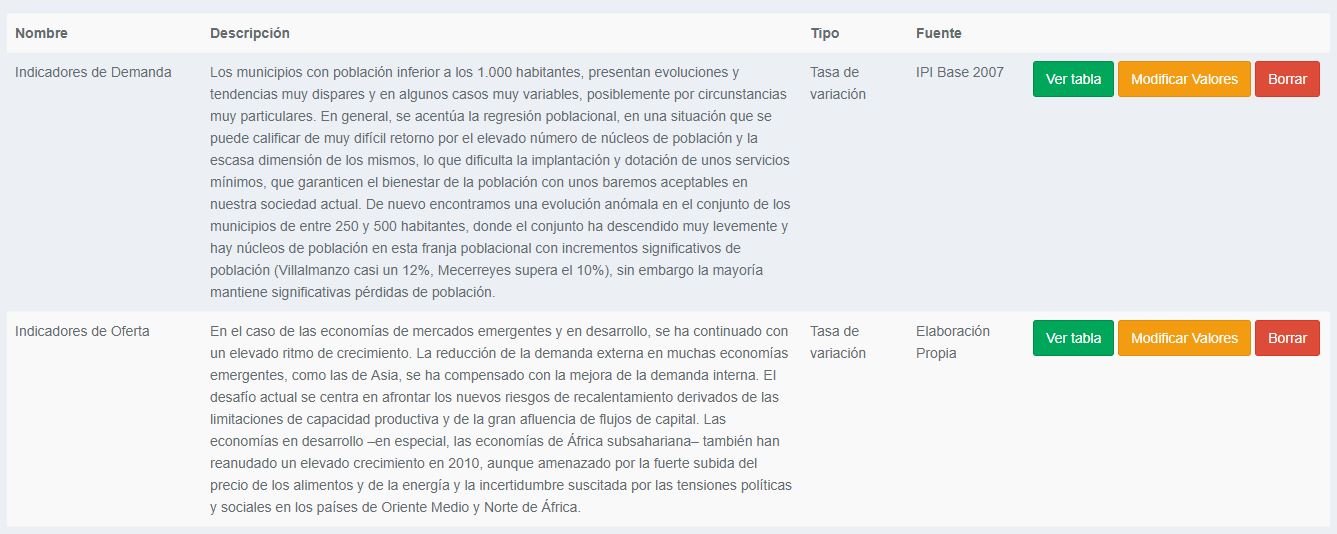 Nombre Descripción Tipo Fuente
Indicadores de Demanda
Los municipios con población inferior a los 1.000 habitantes, presentan evoluciones y
tendencias muy dispares y en algunos casos muy variables, posiblemente por circunstancias
muy particulares. En general, se acentúa la regresión poblacional, en una situación que se
puede calificar de muy difícil retorno por el elevado número de núcleos de población y la
escasa dimensión de los mismos, lo que dificulta la implantación y dotación de unos servicios
mínimos, que garanticen el bienestar de la población con unos baremos aceptables en
nuestra sociedad actual. De nuevo encontramos una evolución anómala en el conjunto de los
municipios de entre 250 y 500 habitantes, donde el conjunto ha descendido muy levemente y
hay núcleos de población en esta franja poblacional con incrementos significativos de
población (Villalmanzo casi un 12%, Mecerreyes supera el 10%), sin embargo la mayoría
mantiene significativas pérdidas de población.
Tasa de
variación
IPI Base 2007
Ver tabla Modificar Valores Borrar
Indicadores de Oferta
En el caso de las economías de mercados emergentes y en desarrollo, se ha continuado con
un elevado ritmo de crecimiento. La reducción de la demanda externa en muchas economías
emergentes, como las de Asia, se ha compensado con la mejora de la demanda interna. El
desafío actual se centra en afrontar los nuevos riesgos de recalentamiento derivados de las
limitaciones de capacidad productiva y de la gran afluencia de flujos de capital. Las
economías en desarrollo –en especial, las economías de África subsahariana– también han
reanudado un elevado crecimiento en 2010, aunque amenazado por la fuerte subida del
precio de los alimentos y de la energía y la incertidumbre suscitada por las tensiones políticas
y sociales en los países de Oriente Medio y Norte de África.
Tasa de
variación
Elaboración
Propia
Ver tabla Modificar Valores Borrar